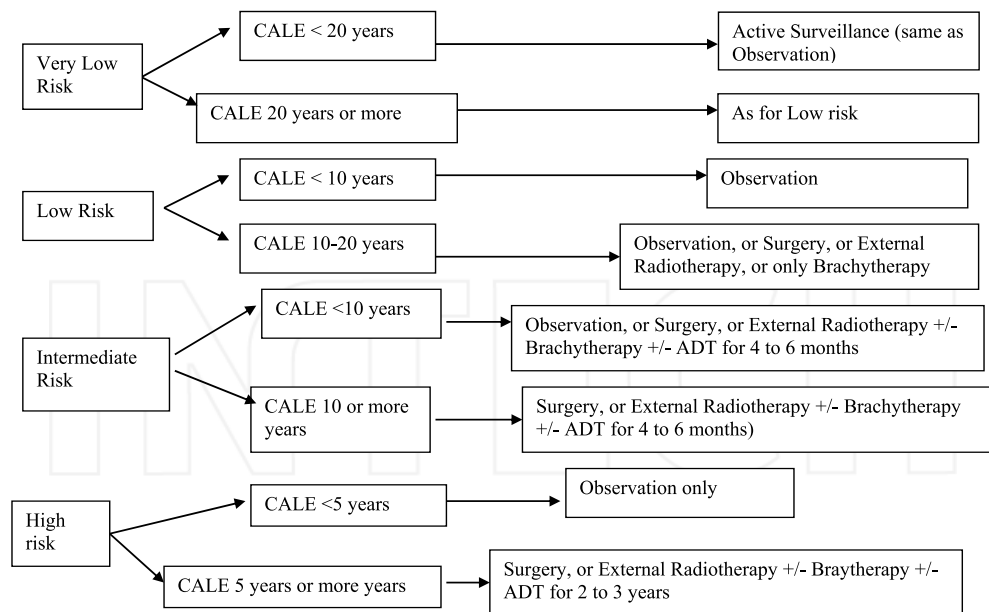 Very Low
Risk
CALE < 20 years
Active Surveillance (same as
Observation)
CALE 20 years or more
As for Low risk
Low Risk
CALE < 10 years
Observation
CALE 10-20 years
Observation, or Surgery, or External
Radiotherapy, or only Brachytherapy
Intermediate
Risk
CALE <10 years
Observation, or Surgery, or External Radiotherapy +/-
Brachytherapy +/- ADT for 4 to 6 months
CALE 10 or more
years
Surgery, or External Radiotherapy +/- Brachytherapy
+/- ADT for 4 to 6 months)
High
risk
CALE <5 years
Observation only
CALE 5 years or more years
Surgery, or External Radiotherapy +/- Braytherapy +/-
ADT for 2 to 3 years
INTECH